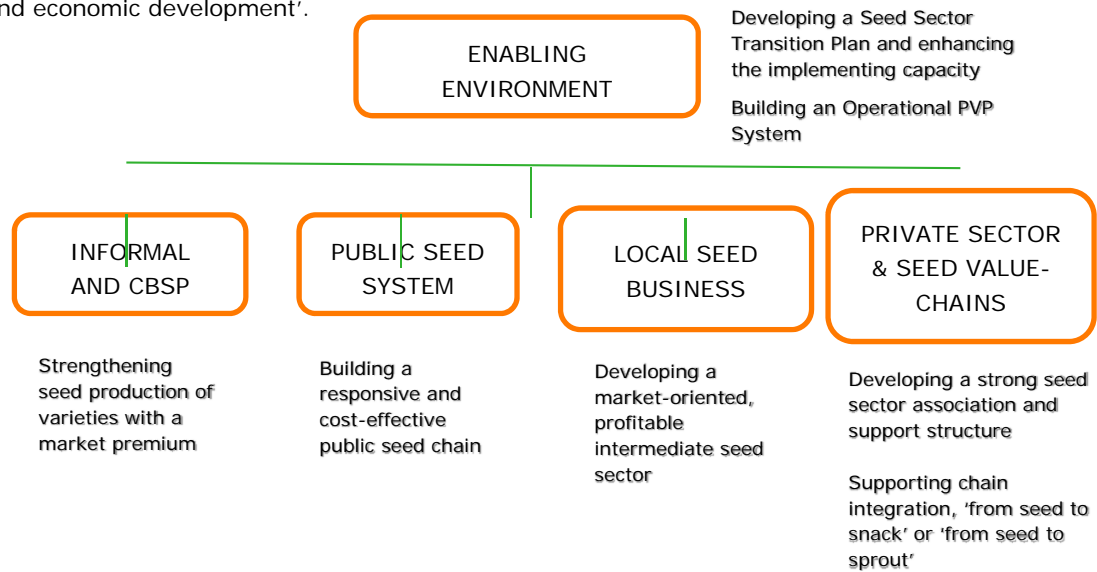 nd economic development’.
ENABLING
ENVIRONMENT
Developing a Seed Sector
Transition Plan and enhancing
the implementing capacity
Building an Operational PVP
System
INFORMAL
AND CBSP
PUBLIC SEED
SYSTEM
LOCAL SEED
BUSINESS
PRIVATE SECTOR
& SEED VALUE-
CHAINS
Strengthening
seed production of
varieties with a
market premium
Building a
responsive and
cost-effective
public seed chain
Developing a
market-oriented,
profitable
intermediate seed
sector
Developing a strong seed
sector association and
support structure
Supporting chain
integration, ‘from seed to
snack’ or ‘from seed to
sprout’